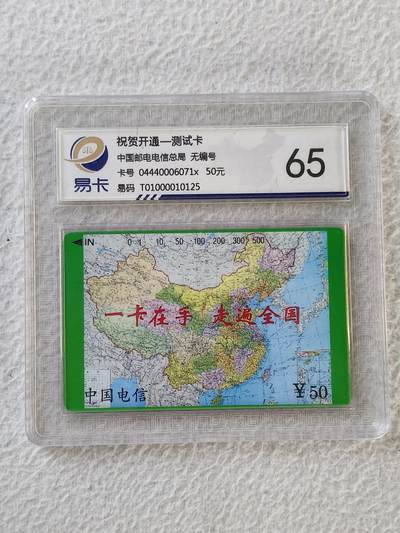 易卡
祝贺开通—测试卡
中国邮电电信总局 无编号
卡号 04440006071x 50元
易码 T01000010125
65
IN 0 1 10 50 100 200 300 500
一卡在手 走遍全国
中国电信
￥50